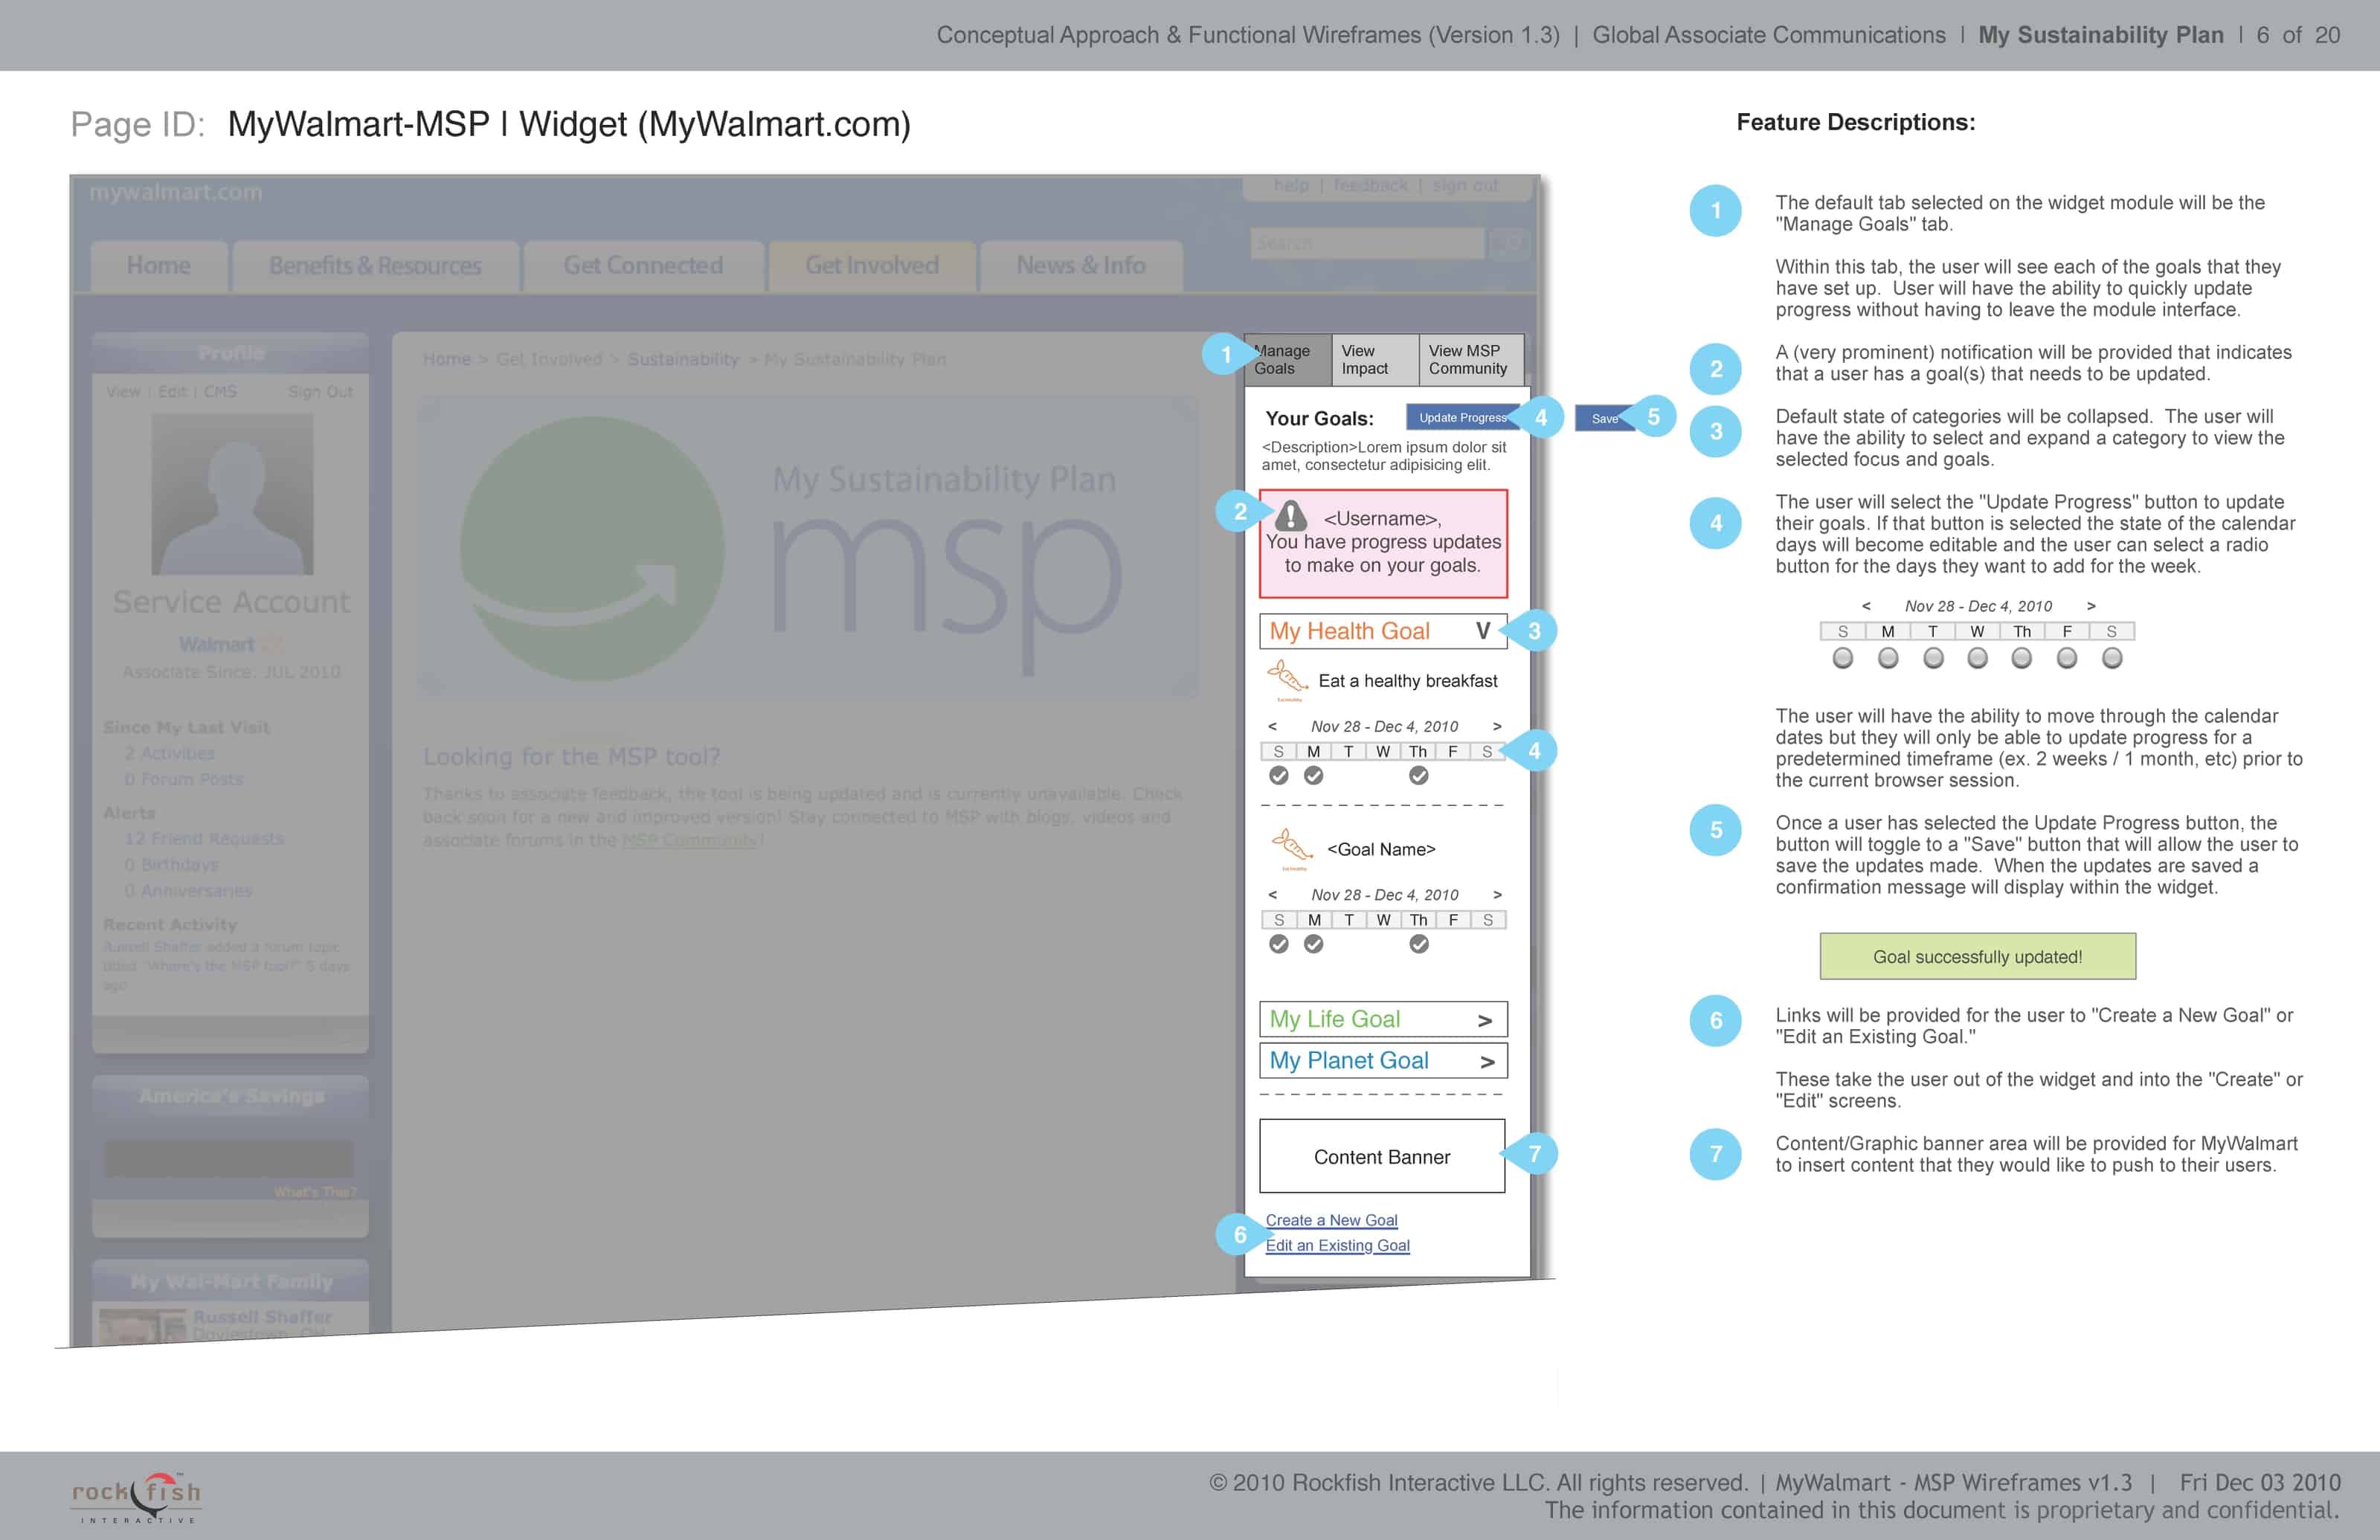 Conceptual Approach & Functional Wireframes (Version 1.3) | Global Associate Communications | My Sustainability Plan | 6 of 20
Page ID: MyWalmart-MSP | Widget (MyWalmart.com)
mywalmart.com
help | feedback | sign out
Search
Home
Benefits & Resources
Get Connected
Get Involved
News & Info
Profile
View | Edit | CMS Sign Out
Service Account
Walmart
Associate Since: JUL 2010
Since My Last Visit
2 Activities
0 Forum Posts
Alerts
12 Friend Requests
0 Birthdays
0 Anniversaries
Recent Activity
Russell Shaffer added a forum topic
titled "Where's the MSP tool?" 5 days
ago
America's Savings
What's This?
My Wal-Mart Family
Russell Shaffer
Home > Get Involved > Sustainability > My Sustainability Plan
My Sustainability Plan
msp
Looking for the MSP tool?
Thanks to associate feedback, the tool is being updated and is currently unavailable. Check
back soon for a new and improved version! Stay connected to MSP with blogs, videos and
associate forums in the MSP Community!
1
Manage
Goals
View
Impact
View MSP
Community
Your Goals:
Update Progress
4
Save
5
<Description>Lorem ipsum dolor sit
amet, consectetur adipisicing elit.
2
<Username>,
You have progress updates
to make on your goals.
My Health Goal V
3
Eat a healthy breakfast
Eat Healthy
< Nov 28 - Dec 4, 2010 >
S M T W Th F S
4
<Goal Name>
Eat Healthy
< Nov 28 - Dec 4, 2010 >
S M T W Th F S
My Life Goal >
My Planet Goal >
Content Banner
7
Create a New Goal
6
Edit an Existing Goal
Feature Descriptions:
1
The default tab selected on the widget module will be the
"Manage Goals" tab.
Within this tab, the user will see each of the goals that they
have set up. User will have the ability to quickly update
progress without having to leave the module interface.
2
A (very prominent) notification will be provided that indicates
that a user has a goal(s) that needs to be updated.
3
Default state of categories will be collapsed. The user will
have the ability to select and expand a category to view the
selected focus and goals.
4
The user will select the "Update Progress" button to update
their goals. If that button is selected the state of the calendar
days will become editable and the user can select a radio
button for the days they want to add for the week.
< Nov 28 - Dec 4, 2010 >
S M T W Th F S
The user will have the ability to move through the calendar
dates but they will only be able to update progress for a
predetermined timeframe (ex. 2 weeks / 1 month, etc) prior to
the current browser session.
5
Once a user has selected the Update Progress button, the
button will toggle to a "Save" button that will allow the user to
save the updates made. When the updates are saved a
confirmation message will display within the widget.
Goal successfully updated!
6
Links will be provided for the user to "Create a New Goal" or
"Edit an Existing Goal."
These take the user out of the widget and into the "Create" or
"Edit" screens.
7
Content/Graphic banner area will be provided for MyWalmart
to insert content that they would like to push to their users.
rockfish™
INTERACTIVE
© 2010 Rockfish Interactive LLC. All rights reserved. | MyWalmart - MSP Wireframes v1.3 | Fri Dec 03 2010
The information contained in this document is proprietary and confidential.